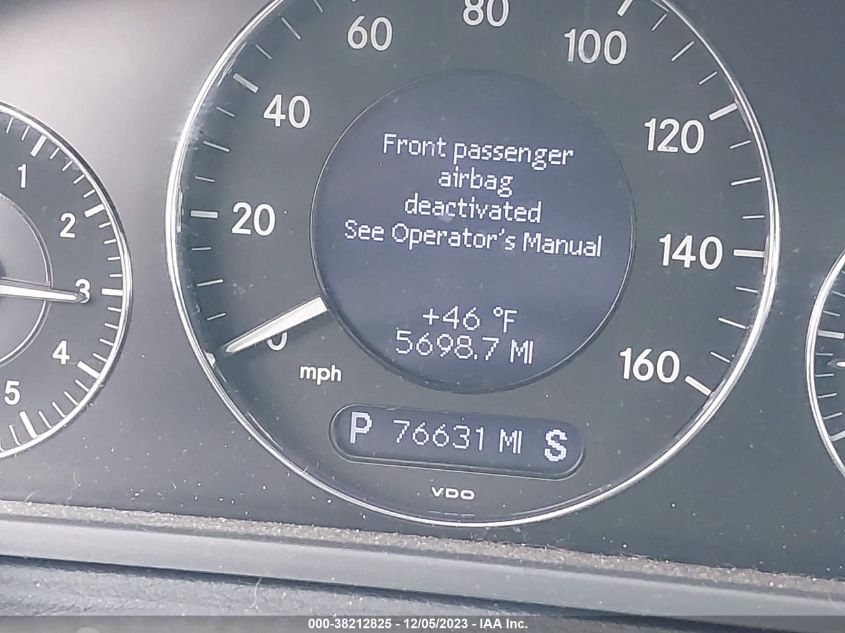 80
60
100
40
120
20
140
0
160
mph
1
2
3
4
5
Front passenger
airbag
deactivated
See Operator's Manual
+46 °F
5698.7 MI
P 76631 MI S
VDO
000-38212825 - 12/05/2023 - IAA Inc.